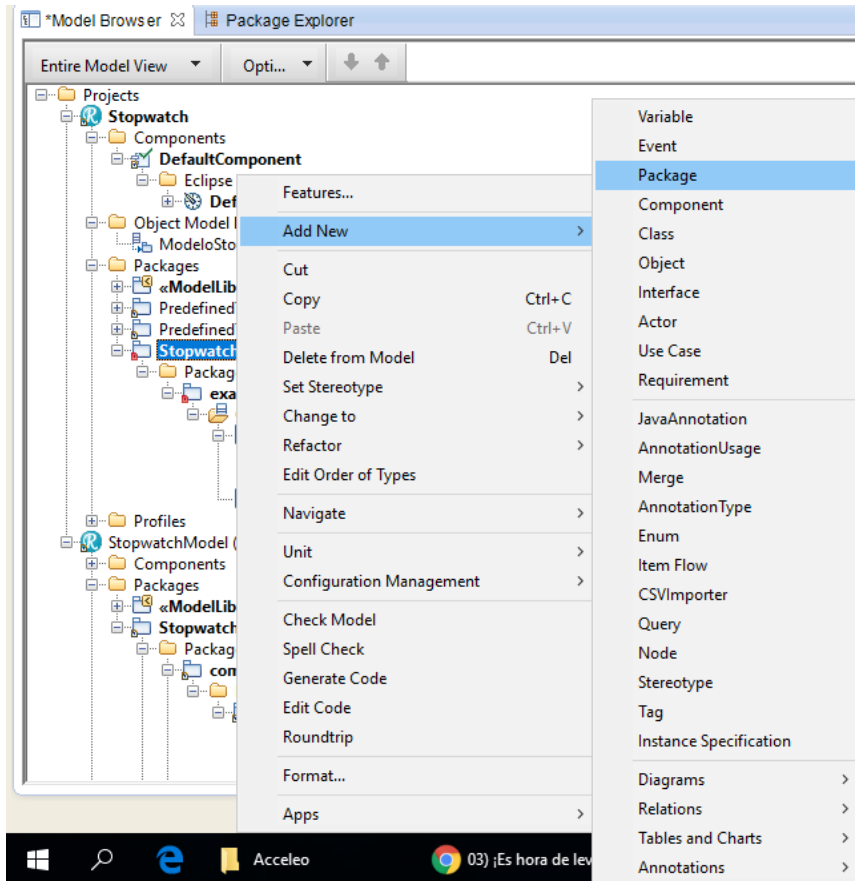 *Model Browser
Package Explorer
Entire Model View
Opti...
Projects
Stopwatch
Components
DefaultComponent
Eclipse
Def
Object Model
ModeloSto
Packages
«ModelLib
Predefined
Predefined
Stopwatch
Packag
exa
Profiles
StopwatchModel (
Components
Packages
«ModelLib
Stopwatch
Packag
com
Features...
Add New
Cut
Copy Ctrl+C
Paste Ctrl+V
Delete from Model Del
Set Stereotype
Change to
Refactor
Edit Order of Types
Navigate
Unit
Configuration Management
Check Model
Spell Check
Generate Code
Edit Code
Roundtrip
Format...
Apps
Variable
Event
Package
Component
Class
Object
Interface
Actor
Use Case
Requirement
JavaAnnotation
AnnotationUsage
Merge
AnnotationType
Enum
Item Flow
CSVImporter
Query
Node
Stereotype
Tag
Instance Specification
Diagrams
Relations
Tables and Charts
Annotations
Acceleo
03) ¡Es hora de lev